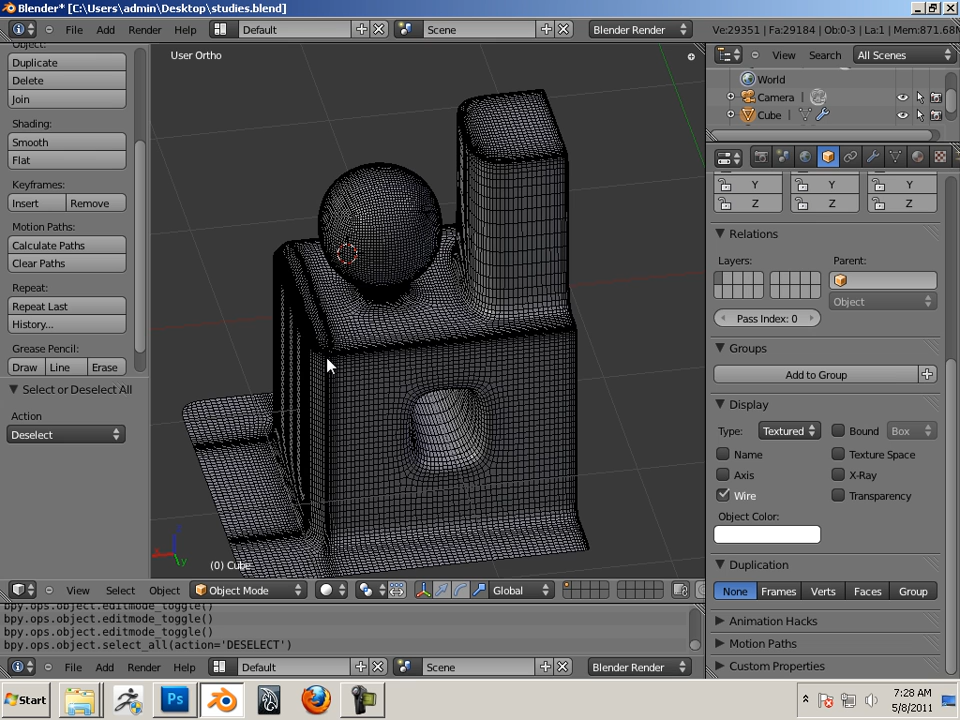 Blender* [C:\Users\admin\Desktop\studies.blend]
File Add Render Help Default Scene Blender Render Ve:29351 | Fa:29184 | Ob:0-3 | La:1 | Mem:871.68M
Object:
Duplicate
Delete
Join
Shading:
Smooth
Flat
Keyframes:
Insert Remove
Motion Paths:
Calculate Paths
Clear Paths
Repeat:
Repeat Last
History...
Grease Pencil:
Draw Line Erase
Select or Deselect All
Action
Deselect
User Ortho
(0) Cube
View Select Object Object Mode Global
bpy.ops.object.editmode_toggle()
bpy.ops.object.editmode_toggle()
bpy.ops.object.editmode_toggle()
bpy.ops.object.select_all(action='DESELECT')
File Add Render Help Default Scene Blender Render
View Search All Scenes
World
Camera
Cube
Y Y Y
Z Z Z
Relations
Layers: Parent:
Object
Pass Index: 0
Groups
Add to Group
Display
Type: Textured Bound Box
Name Texture Space
Axis X-Ray
Wire Transparency
Object Color:
Duplication
None Frames Verts Faces Group
Animation Hacks
Motion Paths
Custom Properties
Start Ps 7:28 AM
5/8/2011